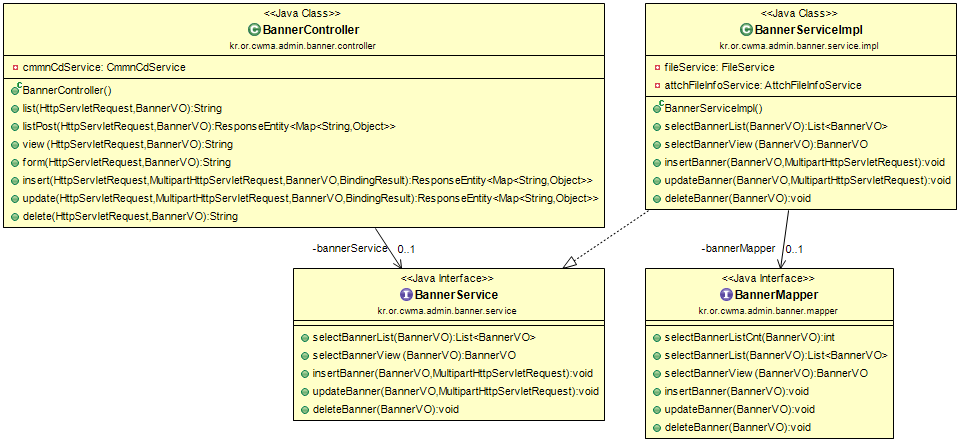 <<Java Class>>
BannerController
kr.or.cwma.admin.banner.controller
cmmnCdService: CmmnCdService
BannerController()
list(HttpServletRequest,BannerVO):String
listPost(HttpServletRequest,BannerVO):ResponseEntity<Map<String,Object>>
view (HttpServletRequest,BannerVO):String
form(HttpServletRequest,BannerVO):String
insert(HttpServletRequest,MultipartHttpServletRequest,BannerVO,BindingResult):ResponseEntity<Map<String,Object>>
update(HttpServletRequest,MultipartHttpServletRequest,BannerVO,BindingResult):ResponseEntity<Map<String,Object>>
delete(HttpServletRequest,BannerVO):String
<<Java Class>>
BannerServiceImpl
kr.or.cwma.admin.banner.service.impl
fileService: FileService
attchFileInfoService: AttchFileInfoService
BannerServiceImpl()
selectBannerList(BannerVO):List<BannerVO>
selectBannerView (BannerVO):BannerVO
insertBanner(BannerVO,MultipartHttpServletRequest):void
updateBanner(BannerVO,MultipartHttpServletRequest):void
deleteBanner(BannerVO):void
-bannerService 0..1
-bannerMapper 0..1
<<Java Interface>>
BannerService
kr.or.cwma.admin.banner.service
selectBannerList(BannerVO):List<BannerVO>
selectBannerView (BannerVO):BannerVO
insertBanner(BannerVO,MultipartHttpServletRequest):void
updateBanner(BannerVO,MultipartHttpServletRequest):void
deleteBanner(BannerVO):void
<<Java Interface>>
BannerMapper
kr.or.cwma.admin.banner.mapper
selectBannerListCnt(BannerVO):int
selectBannerList(BannerVO):List<BannerVO>
selectBannerView (BannerVO):BannerVO
insertBanner(BannerVO):void
updateBanner(BannerVO):void
deleteBanner(BannerVO):void